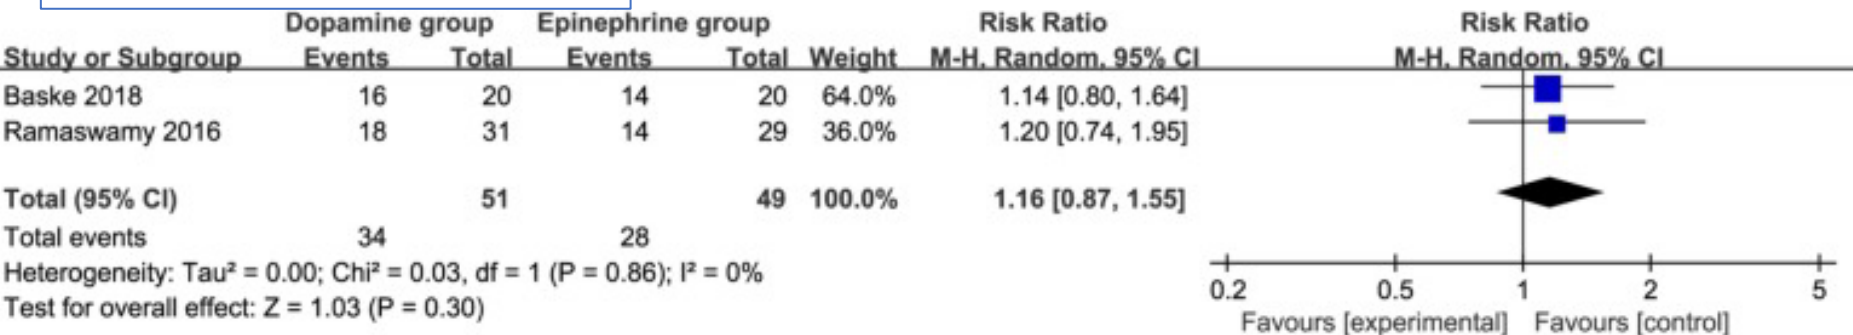 Dopamine group Epinephrine group Risk Ratio Risk Ratio
Study or Subgroup Events Total Events Total Weight M-H, Random, 95% CI M-H, Random, 95% CI
Baske 2018 16 20 14 20 64.0% 1.14 [0.80, 1.64]
Ramaswamy 2016 18 31 14 29 36.0% 1.20 [0.74, 1.95]
Total (95% CI) 51 49 100.0% 1.16 [0.87, 1.55]
Total events 34 28
Heterogeneity: Tau² = 0.00; Chi² = 0.03, df = 1 (P = 0.86); I² = 0%
Test for overall effect: Z = 1.03 (P = 0.30)
0.2 0.5 1 2 5
Favours [experimental] Favours [control]